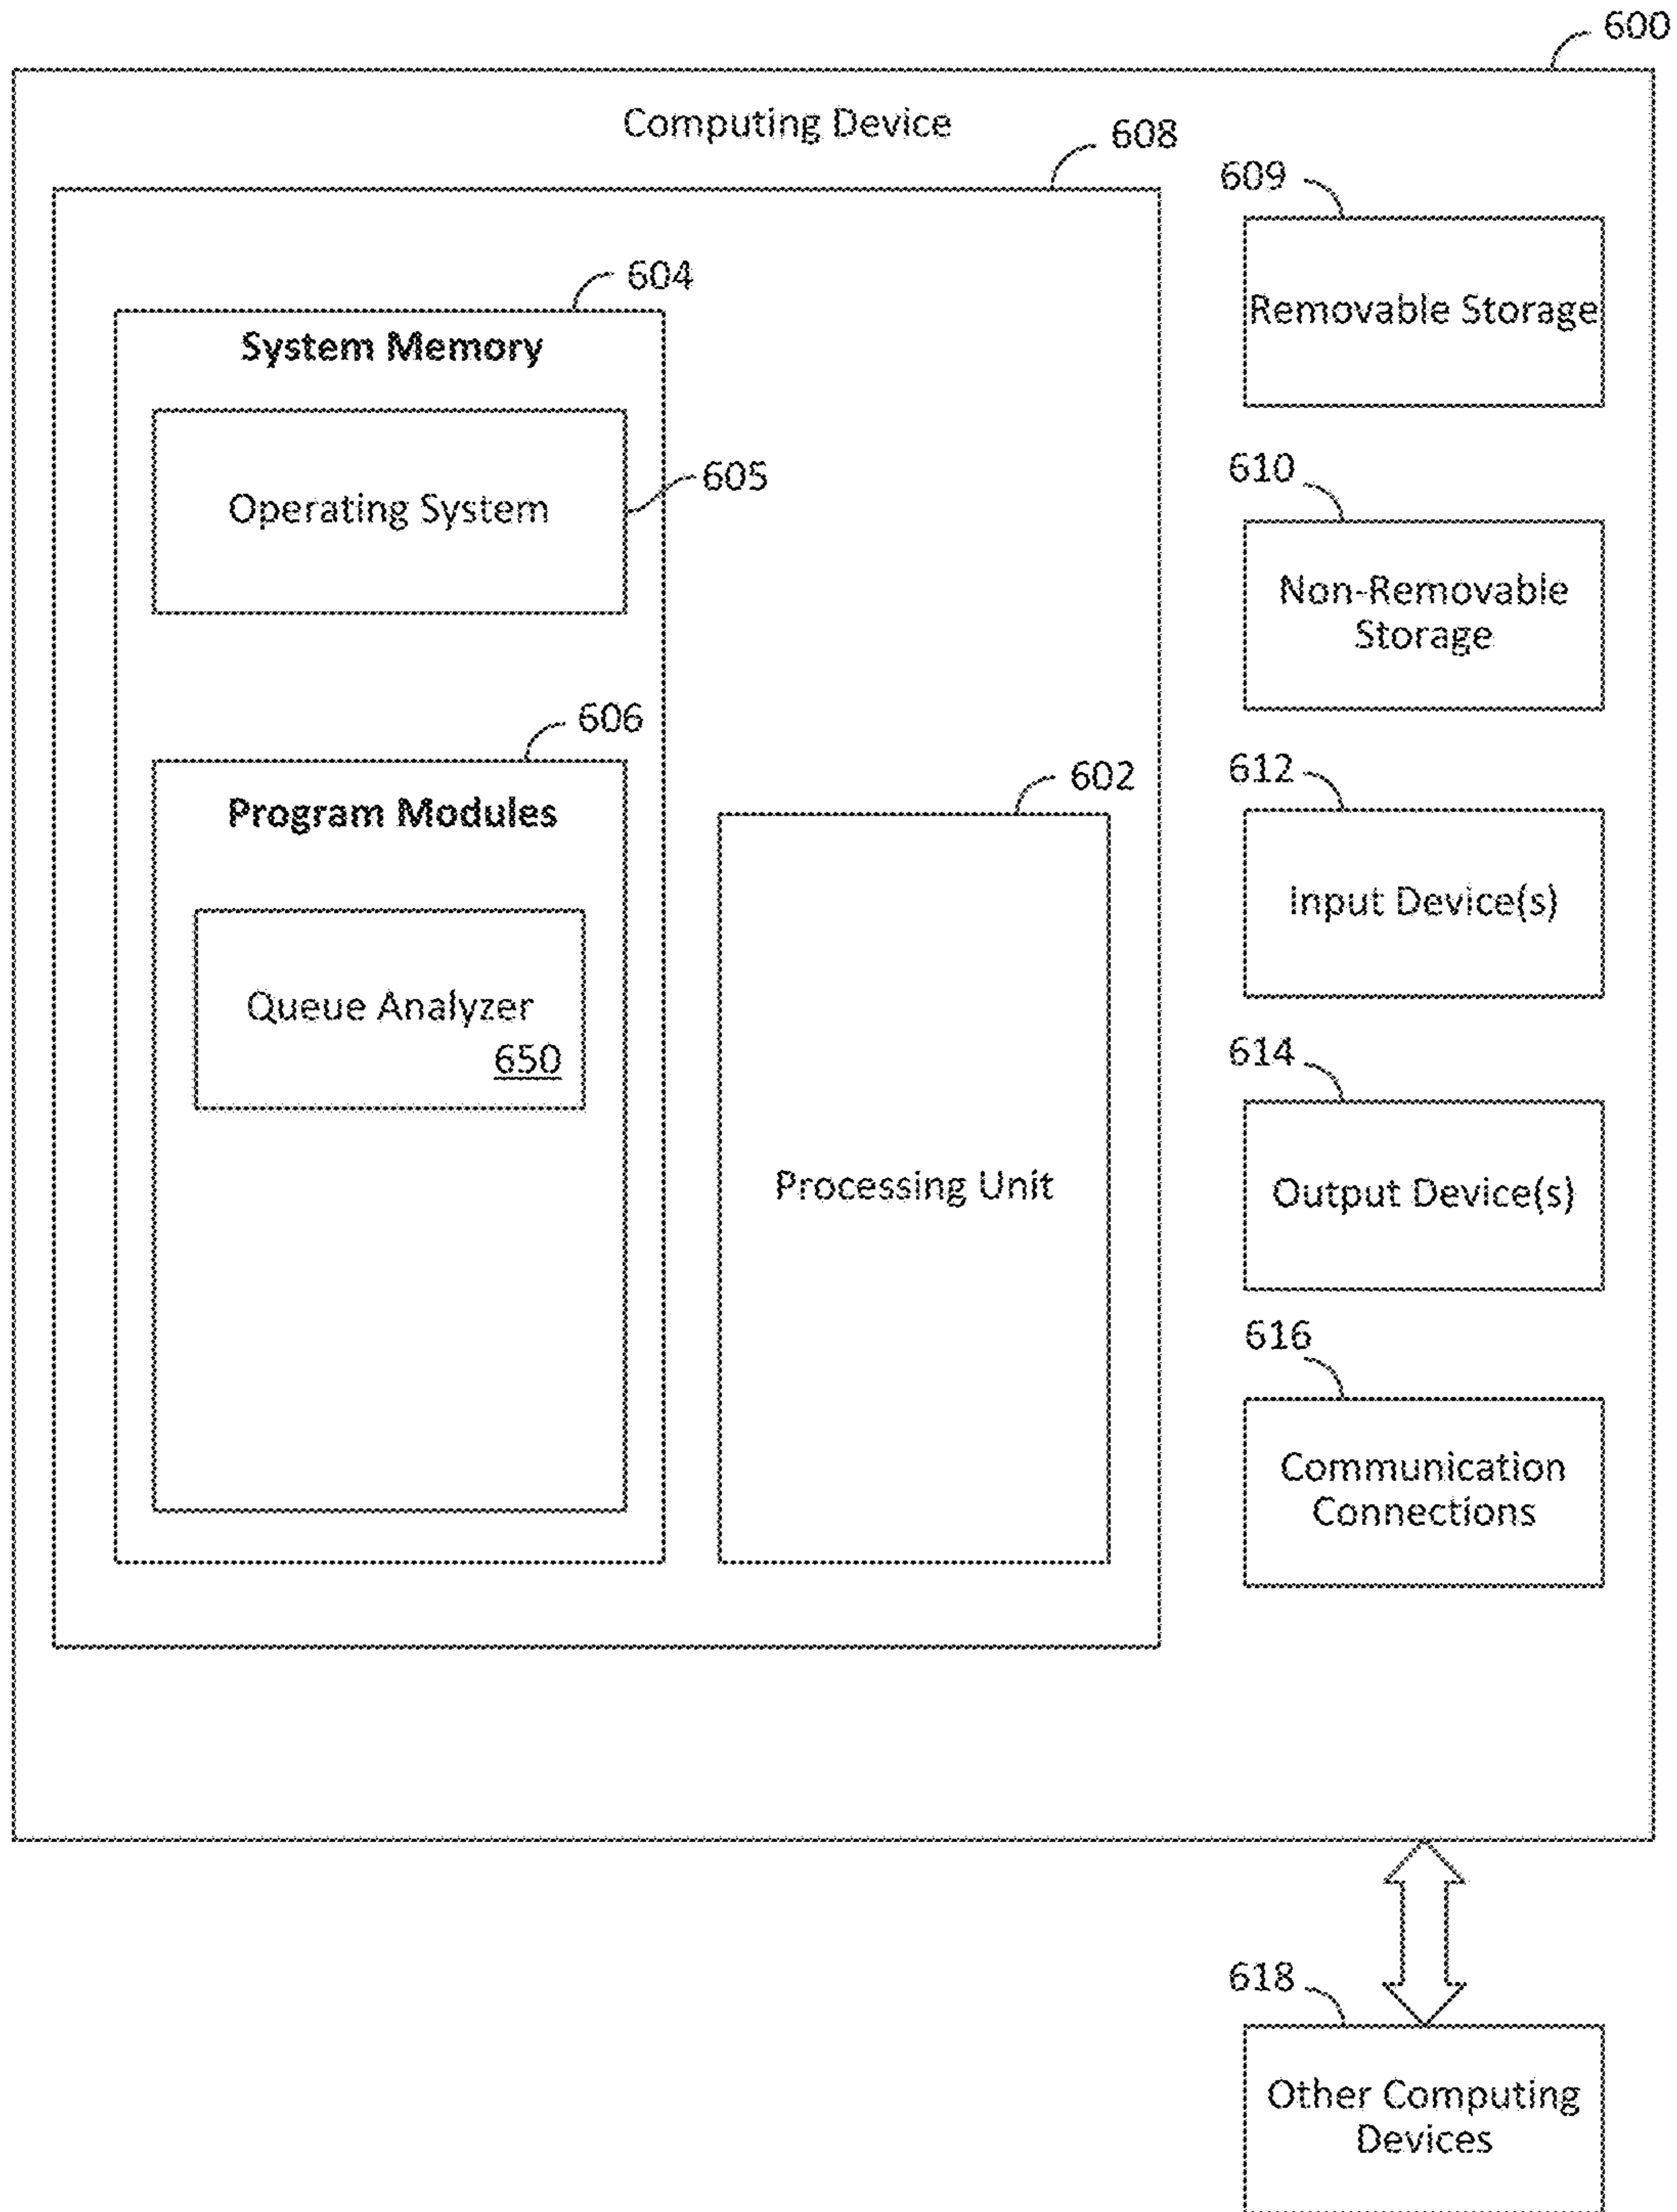 600
Computing Device
608
609
Removable Storage
604
System Memory
Operating System
605
610
Non-Removable
Storage
606
Program Modules
Queue Analyzer
650
602
Processing Unit
612
Input Device(s)
614
Output Device(s)
616
Communication
Connections
618
Other Computing
Devices